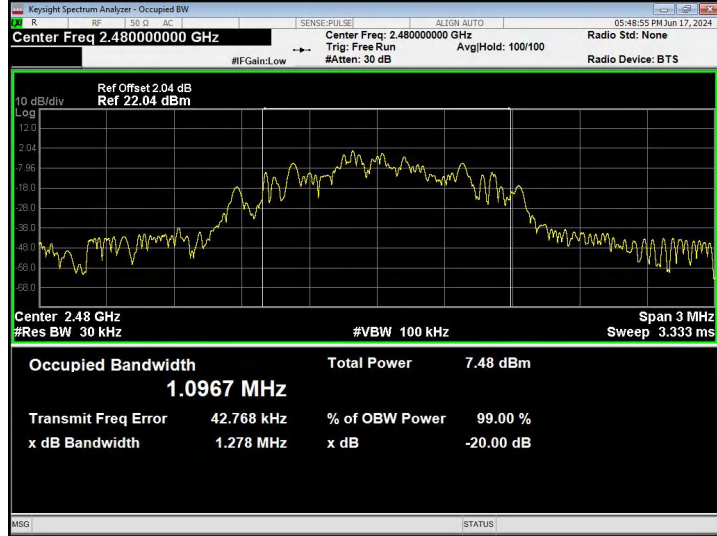 Keysight Spectrum Analyzer - Occupied BW
R RF 50 Ω AC SENSE:PULSE ALIGN AUTO 05:48:55 PM Jun 17, 2024
Center Freq 2.480000000 GHz Center Freq: 2.480000000 GHz Radio Std: None
Trig: Free Run Avg|Hold: 100/100
#IFGain:Low #Atten: 30 dB Radio Device: BTS
Ref Offset 2.04 dB
10 dB/div Ref 22.04 dBm
Log
12.0
2.04
-7.96
-18.0
-28.0
-38.0
-48.0
-58.0
-68.0
Center 2.48 GHz Span 3 MHz
#Res BW 30 kHz #VBW 100 kHz Sweep 3.333 ms
Occupied Bandwidth Total Power 7.48 dBm
1.0967 MHz
Transmit Freq Error 42.768 kHz % of OBW Power 99.00 %
x dB Bandwidth 1.278 MHz x dB -20.00 dB
MSG STATUS